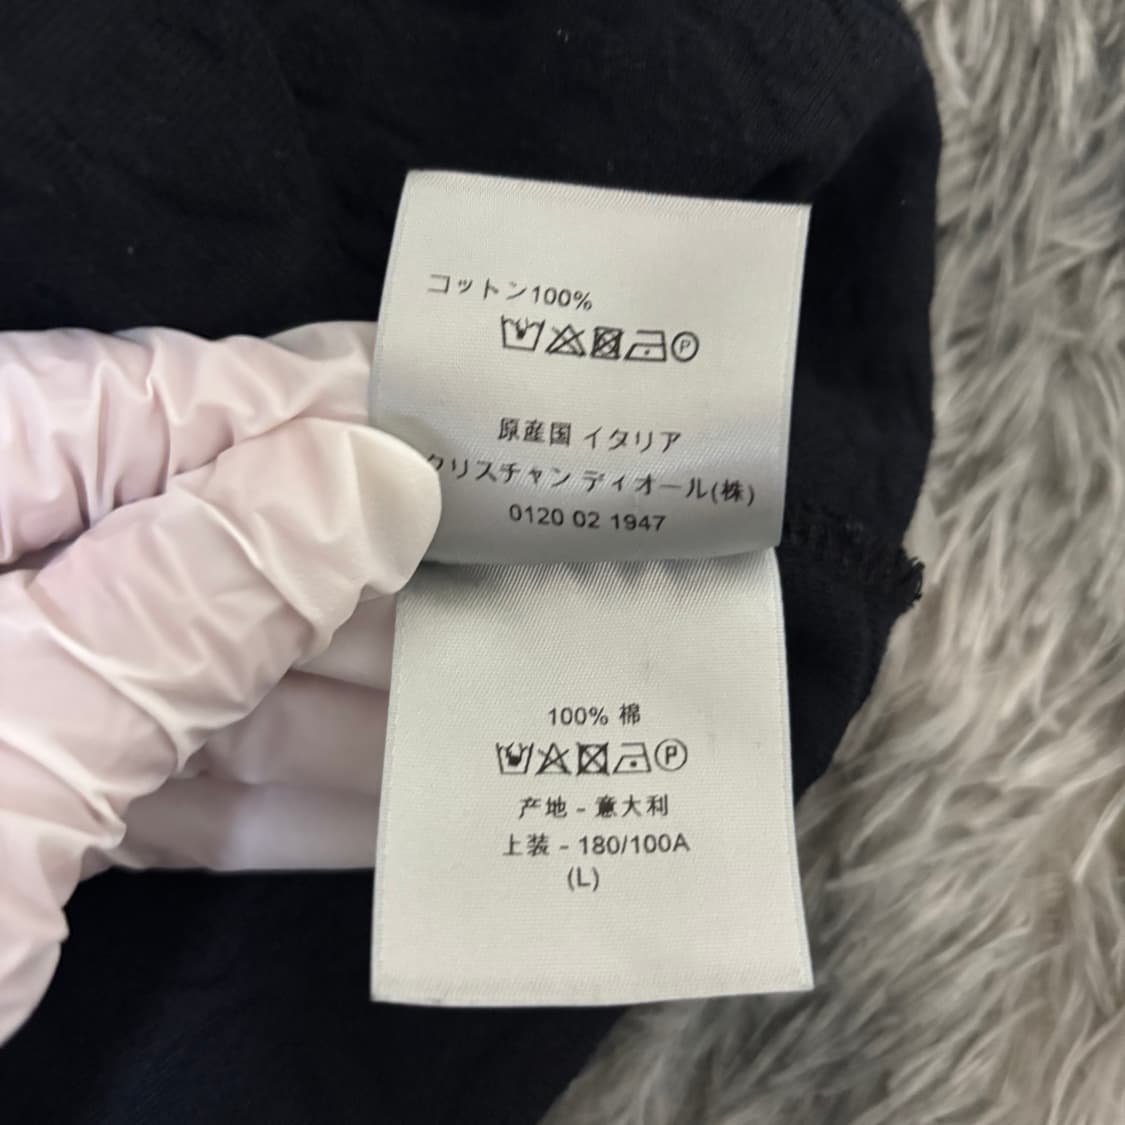 コットン100%
P
原産国 イタリア
クリスチャン ディオール(株)
0120 02 1947
100% 棉
P
产地 - 意大利
上装 - 180/100A
(L)